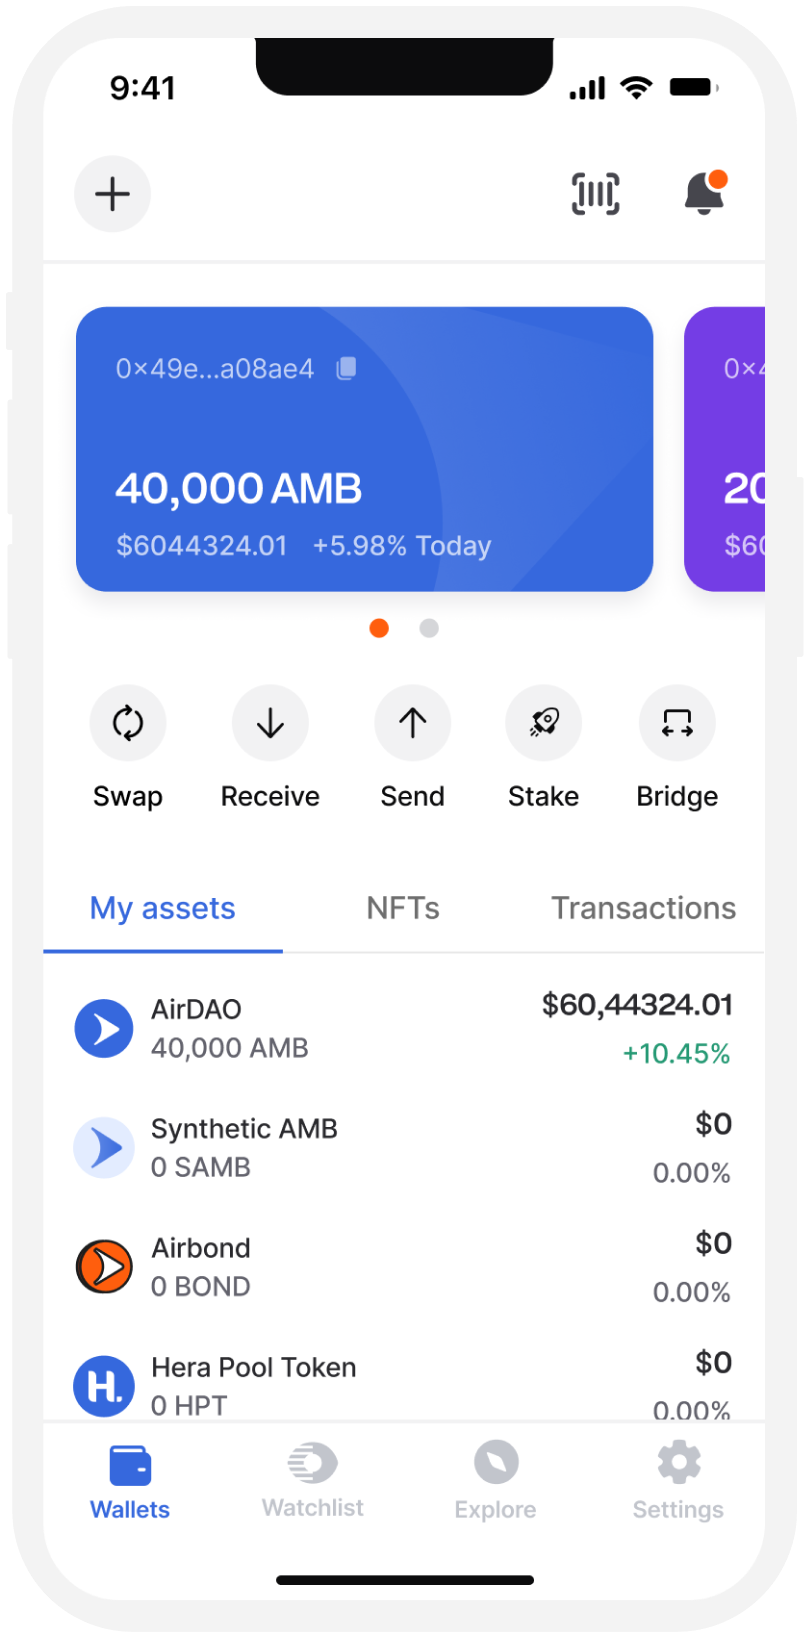 9:41
0×49e...a08ae4
0×4
40,000 AMB
20
$6044324.01 +5.98% Today
$60
Swap Receive Send Stake Bridge
My assets NFTs Transactions
AirDAO $60,44324.01
40,000 AMB +10.45%
Synthetic AMB $0
0 SAMB 0.00%
Airbond $0
0 BOND 0.00%
H. Hera Pool Token $0
0 HPT 0.00%
Wallets Watchlist Explore Settings